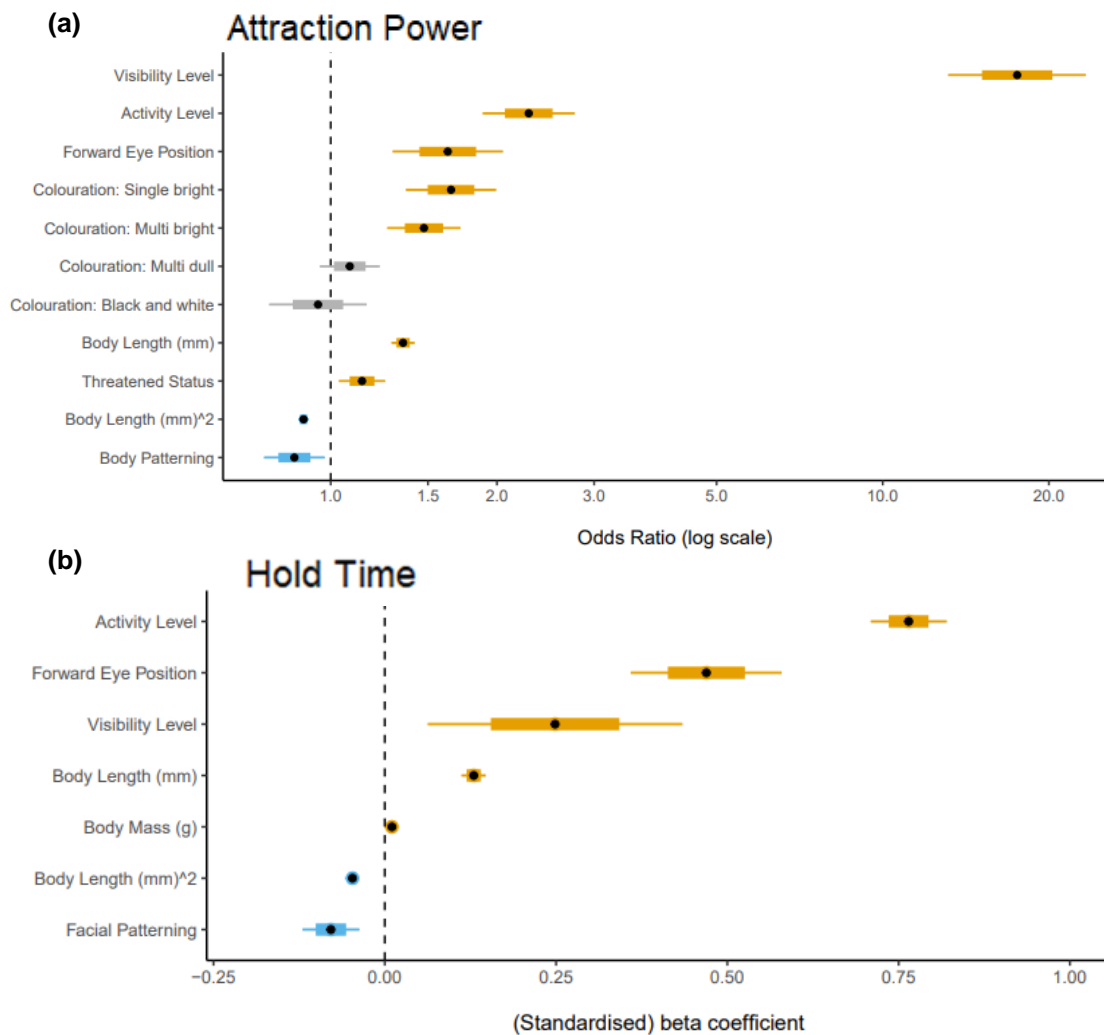 (a)
Attraction Power
Visibility Level
Activity Level
Forward Eye Position
Colouration: Single bright
Colouration: Multi bright
Colouration: Multi dull
Colouration: Black and white
Body Length (mm)
Threatened Status
Body Length (mm)^2
Body Patterning
1.0 1.5 2.0 3.0 5.0 10.0 20.0
Odds Ratio (log scale)
(b)
Hold Time
Activity Level
Forward Eye Position
Visibility Level
Body Length (mm)
Body Mass (g)
Body Length (mm)^2
Facial Patterning
−0.25 0.00 0.25 0.50 0.75 1.00
(Standardised) beta coefficient